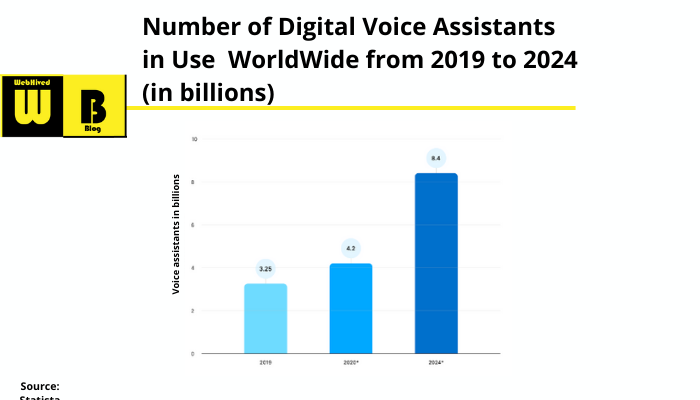 Number of Digital Voice Assistants
in Use WorldWide from 2019 to 2024
(in billions)
WebHived
W B
Blog
Voice assistants in billions
10
8
6
4
2
0
3.25
4.2
8.4
2019
2020*
2024*
Source:
Statista